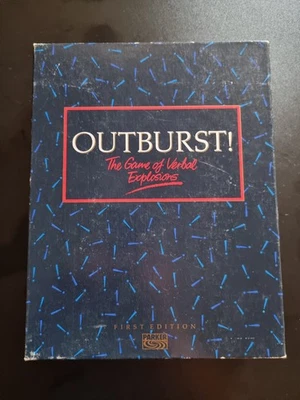 OUTBURST!
The Game of Verbal
Explosions
FIRST EDITION
PARKER